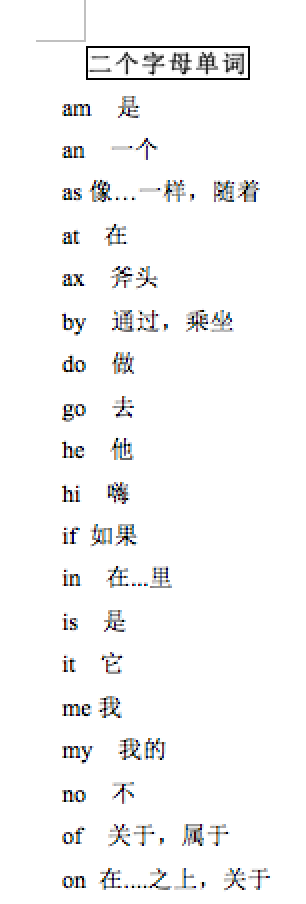 二个字母单词
am 是
an 一个
as 像…一样，随着
at 在
ax 斧头
by 通过，乘坐
do 做
go 去
he 他
hi 嗨
if 如果
in 在...里
is 是
it 它
me 我
my 我的
no 不
of 关于，属于
on 在....之上，关于